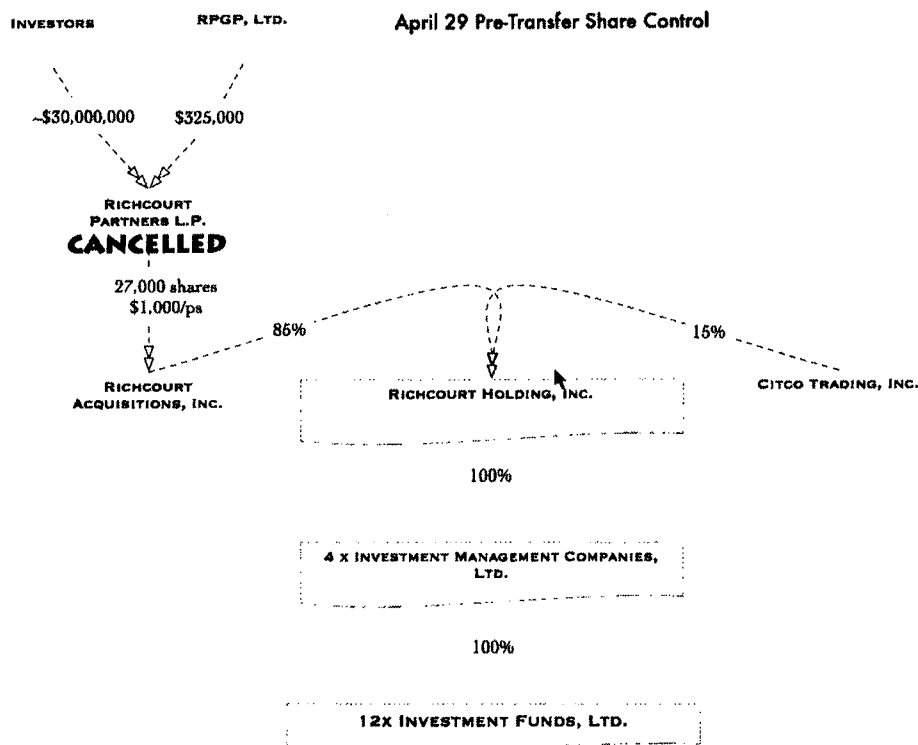 INVESTORS
RPGP, LTD.
April 29 Pre-Transfer Share Control
~$30,000,000
$325,000
RICHCOURT
PARTNERS L.P.
CANCELLED
27,000 shares
$1,000/ps
85%
15%
RICHCOURT
ACQUISITIONS, INC.
RICHCOURT HOLDING, INC.
CITCO TRADING, INC.
100%
4 X INVESTMENT MANAGEMENT COMPANIES,
LTD.
100%
12X INVESTMENT FUNDS, LTD.